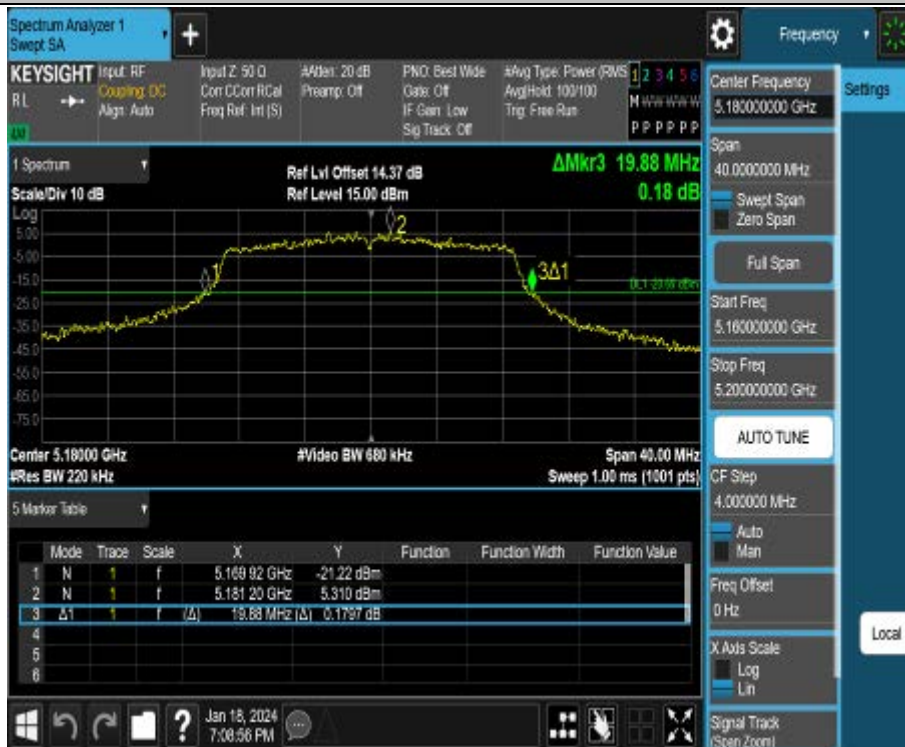 Spectrum Analyzer 1
Swept SA
Frequency
KEYSIGHT
RL
Input: RF
Coupling: DC
Align: Auto
Input Z: 50 Ω
Corr CCorr RCal
Freq Ref: Int (S)
#Atten: 20 dB
Preamp: Off
PNO: Best Wide
Gate: Off
IF Gain: Low
Sig Track: Off
#Avg Type: Power (RMS
Avg|Hold: 100/100
Trig: Free Run
1 2 3 4 5 6
M W W W W W
P P P P P P
1 Spectrum
Scale/Div 10 dB
Ref Lvl Offset 14.37 dB
Ref Level 15.00 dBm
ΔMkr3 19.88 MHz
0.18 dB
Log
5.00
-5.00
-15.0
-25.0
-35.0
-45.0
-55.0
-65.0
-75.0
1
2
3Δ1
Center 5.18000 GHz
#Video BW 680 kHz
Span 40.00 MHz
#Res BW 220 kHz
Sweep 1.00 ms (1001 pts)
5 Marker Table
Mode Trace Scale X Y Function Function Width Function Value
1 N 1 f 5.169 92 GHz -21.22 dBm
2 N 1 f 5.181 20 GHz 5.310 dBm
3 Δ1 1 f (Δ) 19.88 MHz (Δ) 0.1797 dB
4
5
6
Jan 18, 2024
7:08:56 PM
Center Frequency
5.180000000 GHz
Settings
Span
40.0000000 MHz
Swept Span
Zero Span
Full Span
Start Freq
5.160000000 GHz
Stop Freq
5.200000000 GHz
AUTO TUNE
CF Step
4.000000 MHz
Auto
Man
Freq Offset
0 Hz
X Axis Scale
Log
Lin
Local
Signal Track
(Span Zoom)